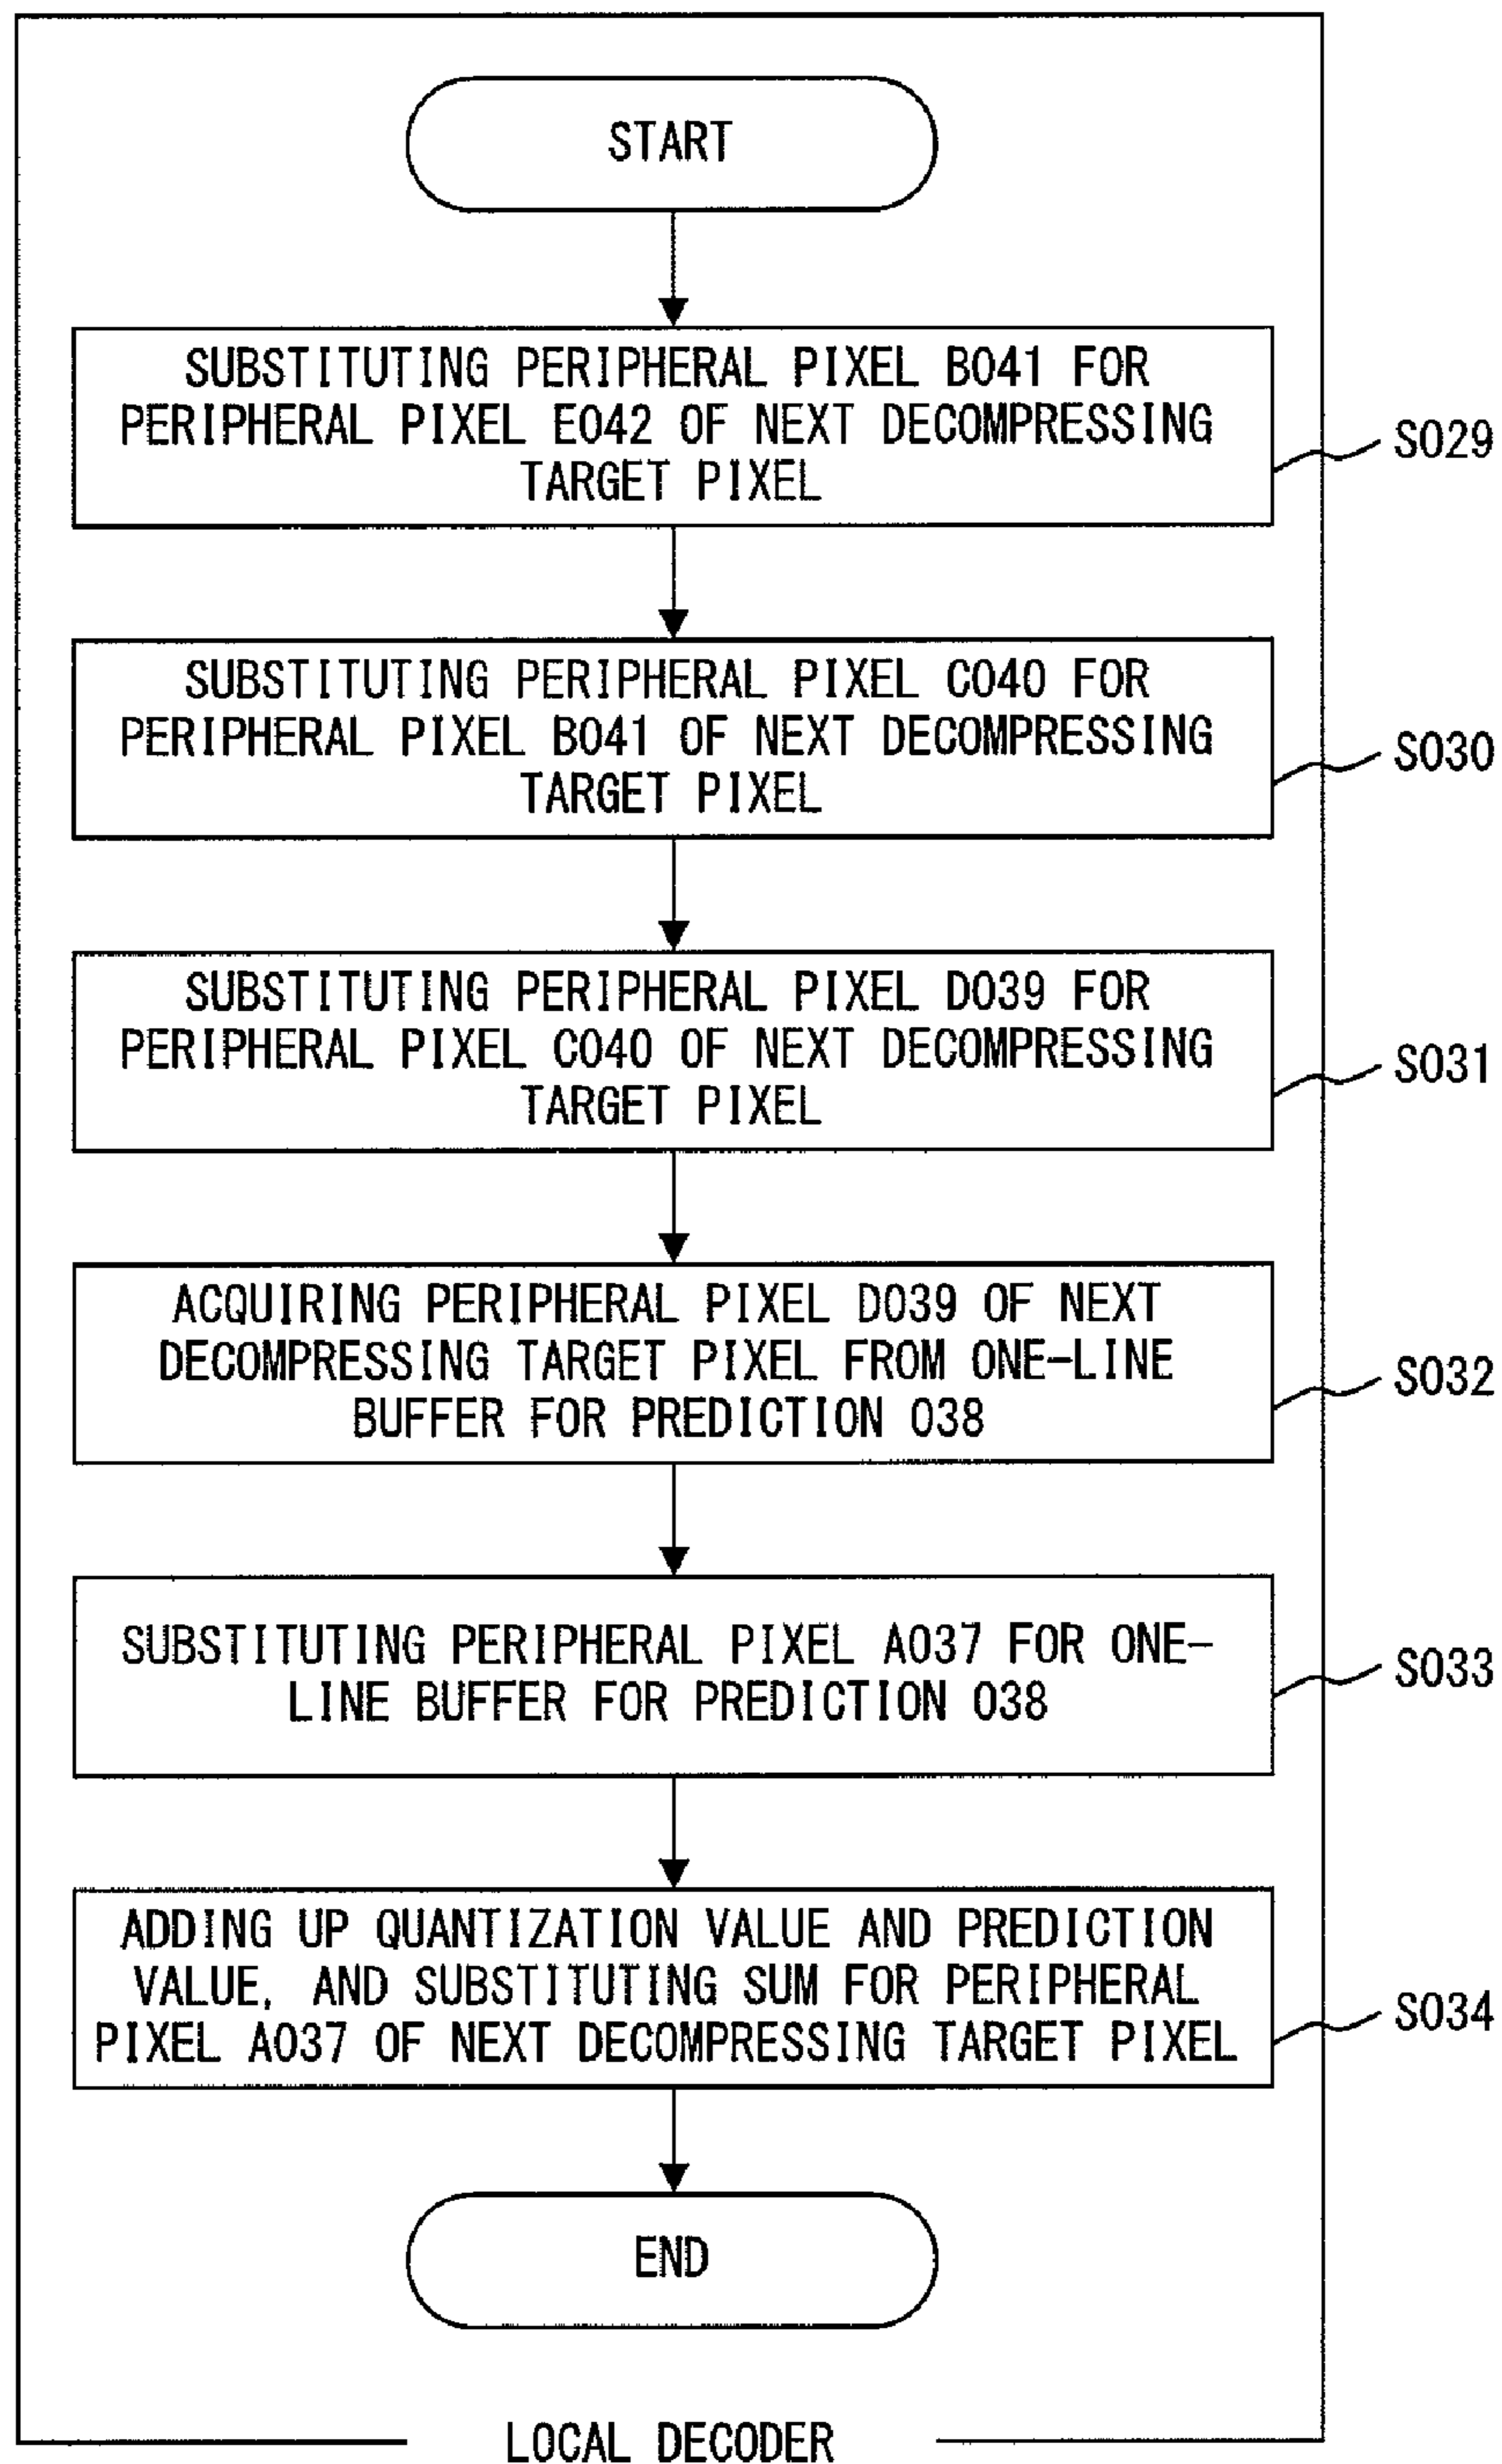 START
SUBSTITUTING PERIPHERAL PIXEL B041 FOR
PERIPHERAL PIXEL E042 OF NEXT DECOMPRESSING
TARGET PIXEL
S029
SUBSTITUTING PERIPHERAL PIXEL C040 FOR
PERIPHERAL PIXEL B041 OF NEXT DECOMPRESSING
TARGET PIXEL
S030
SUBSTITUTING PERIPHERAL PIXEL D039 FOR
PERIPHERAL PIXEL C040 OF NEXT DECOMPRESSING
TARGET PIXEL
S031
ACQUIRING PERIPHERAL PIXEL D039 OF NEXT
DECOMPRESSING TARGET PIXEL FROM ONE-LINE
BUFFER FOR PREDICTION 038
S032
SUBSTITUTING PERIPHERAL PIXEL A037 FOR ONE-
LINE BUFFER FOR PREDICTION 038
S033
ADDING UP QUANTIZATION VALUE AND PREDICTION
VALUE, AND SUBSTITUTING SUM FOR PERIPHERAL
PIXEL A037 OF NEXT DECOMPRESSING TARGET PIXEL
S034
END
LOCAL DECODER